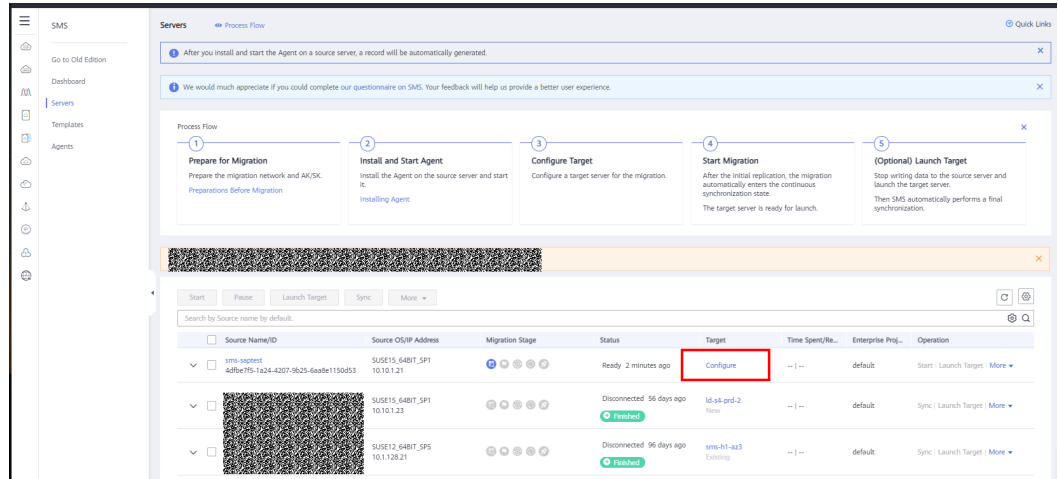 SMS
Servers
Process Flow
Quick Links
After you install and start the Agent on a source server, a record will be automatically generated.
Go to Old Edition
Dashboard
We would much appreciate if you could complete our questionnaire on SMS. Your feedback will help us provide a better user experience.
Servers
Templates
Agents
Process Flow
1
2
3
4
5
Prepare for Migration
Install and Start Agent
Configure Target
Start Migration
(Optional) Launch Target
Prepare the migration network and AK/SK.
Preparations Before Migration
Install the Agent on the source server and start
it.
Installing Agent
Configure a target server for the migration.
After the initial replication, the migration
automatically enters the continuous
synchronization state.
The target server is ready for launch.
Stop writing data to the source server and
launch the target server.
Then SMS automatically performs a final
synchronization.
Start
Pause
Launch Target
Sync
More
Search by Source name by default.
Source Name/ID
Source OS/IP Address
Migration Stage
Status
Target
Time Spent/Re...
Enterprise Proj...
Operation
sms-saptest
4dfbe7f5-1a24-4207-9b25-6aa8e1150d53
SUSE15_64BIT_SP1
10.10.1.21
Ready 2 minutes ago
Configure
-- | --
default
Start | Launch Target | More
SUSE15_64BIT_SP1
10.10.1.23
Disconnected 56 days ago
Finished
ld-s4-prd-2
New
-- | --
default
Sync | Launch Target | More
SUSE12_64BIT_SP5
10.1.128.21
Disconnected 96 days ago
Finished
sms-h1-az3
Existing
-- | --
default
Sync | Launch Target | More